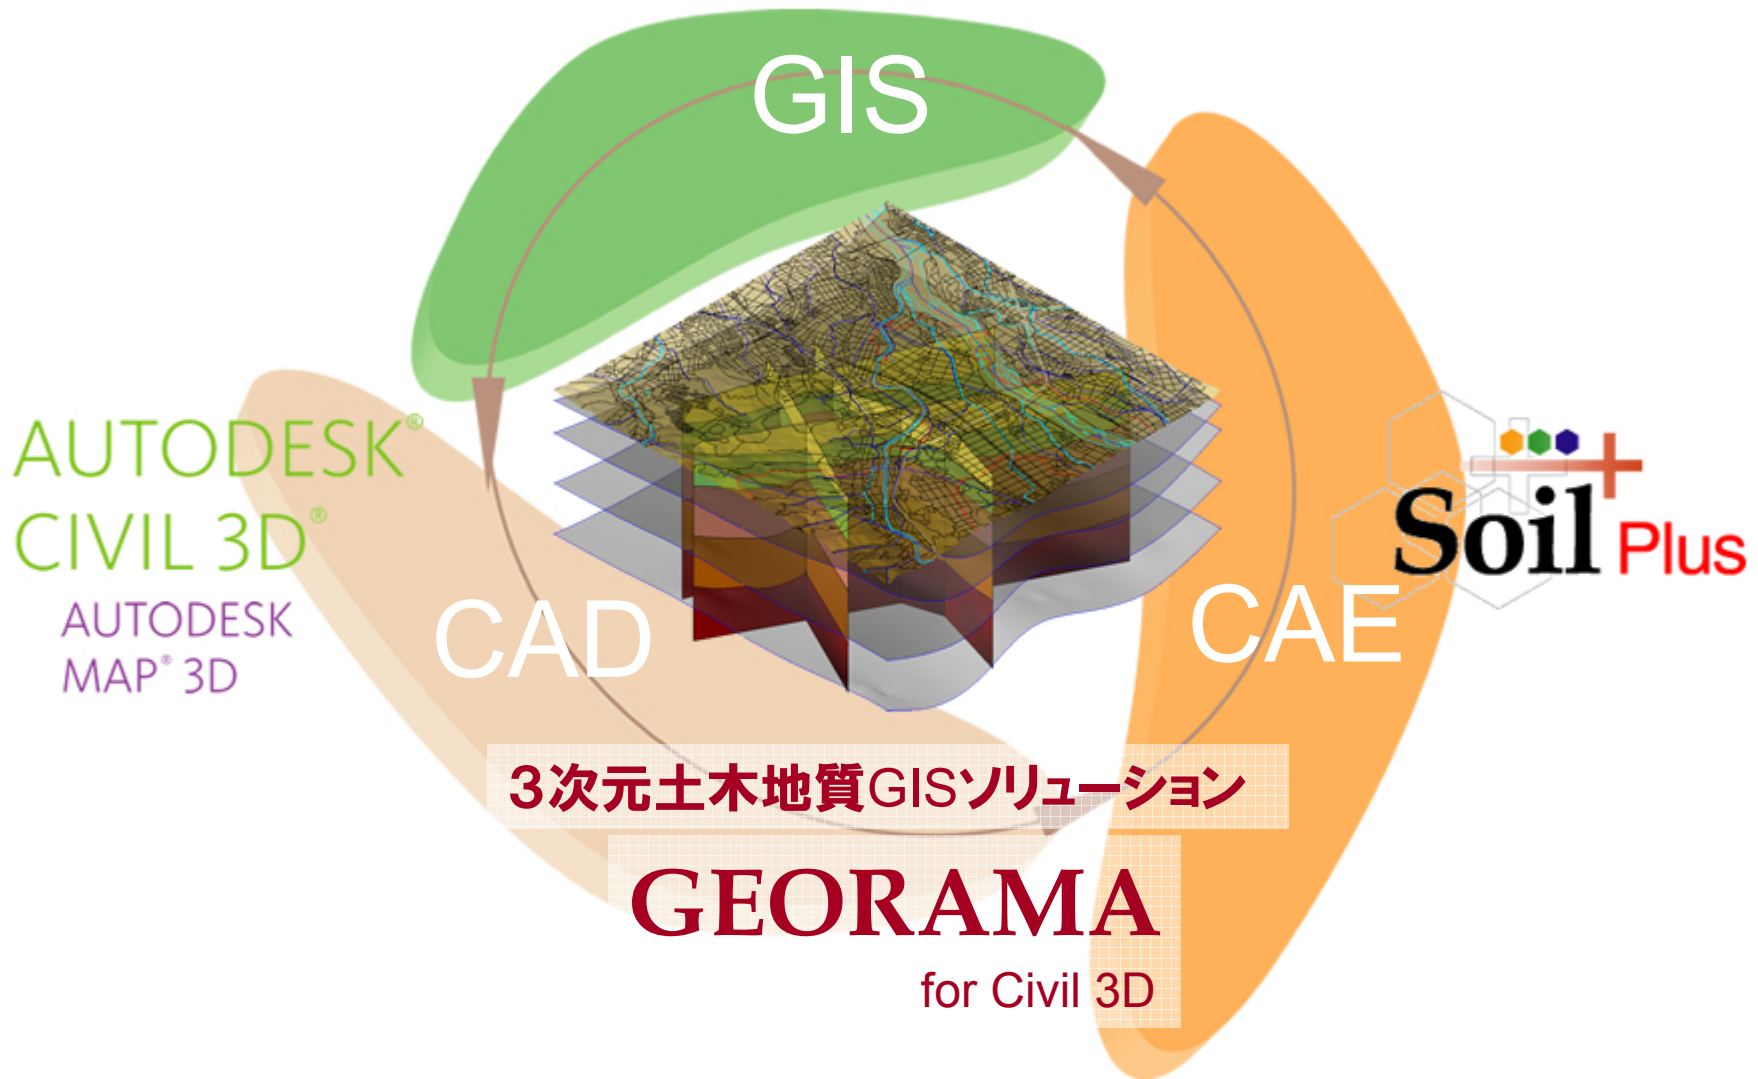 GIS
AUTODESK®
CIVIL 3D®
AUTODESK
MAP® 3D
CAD
CAE
Soil Plus
3次元土木地質GISソリューション
GEORAMA
for Civil 3D